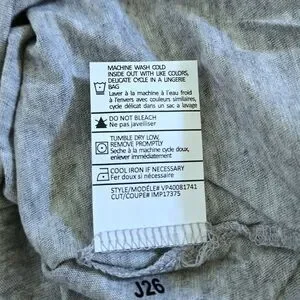 MACHINE WASH COLD
INSIDE OUT WITH LIKE COLORS,
DELICATE CYCLE IN A LINGERIE
BAG
Laver à la machine à l'eau froid
à l'envers avec couleurs similaires,
cycle délicat dans un sac a lavage
DO NOT BLEACH
Ne pas javelliser
TUMBLE DRY LOW
REMOVE PROMPTLY
Seche à la machine cycle doux,
enlever immédiatement
COOL IRON IF NECESSARY
Fer doux si nécessaire
STYLE/MODÈLE# VP40081741
CUT/COUPE# IMP17375
J26